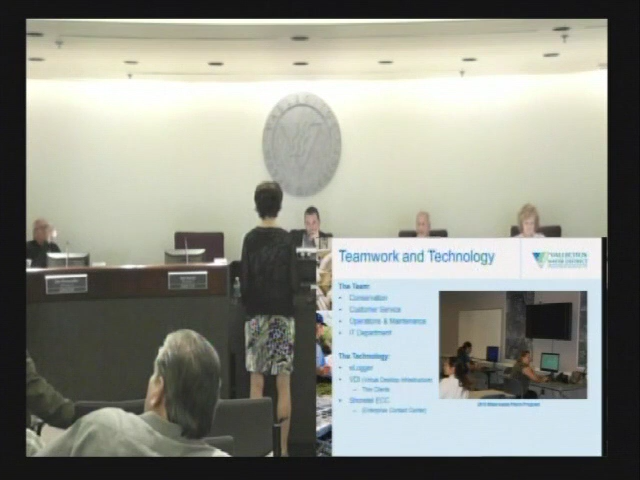 Teamwork and Technology
VALLECITOS
WATER DISTRICT
The Team:
• Conservation
• Customer Service
• Operations & Maintenance
• IT Department
The Technology:
• eLogger
• VDI (Virtual Desktop Infrastructure)
– Thin Clients
• Shoretel ECC
– (Enterprise Contact Center)